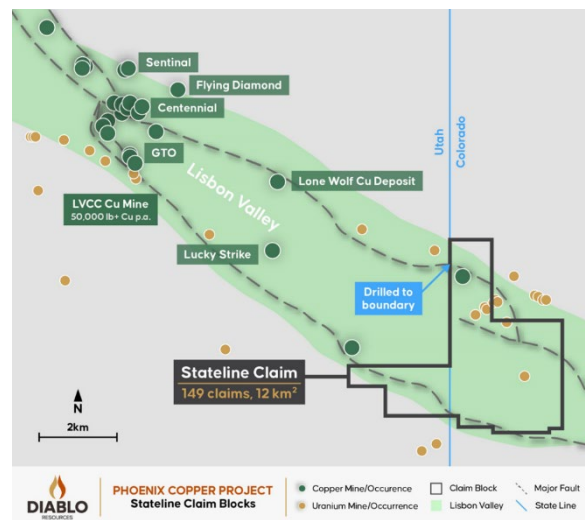 Sentinal
Flying Diamond
Centennial
GTO
Utah
Colorado
Lisbon Valley
Lone Wolf Cu Deposit
LVCC Cu Mine
50,000 lb+ Cu p.a.
Lucky Strike
Drilled to
boundary
Stateline Claim
149 claims, 12 km²
N
2km
DIABLO
RESOURCES
PHOENIX COPPER PROJECT
Stateline Claim Blocks
Copper Mine/Occurence
Claim Block
Major Fault
Uranium Mine/Occurrence
Lisbon Valley
State Line